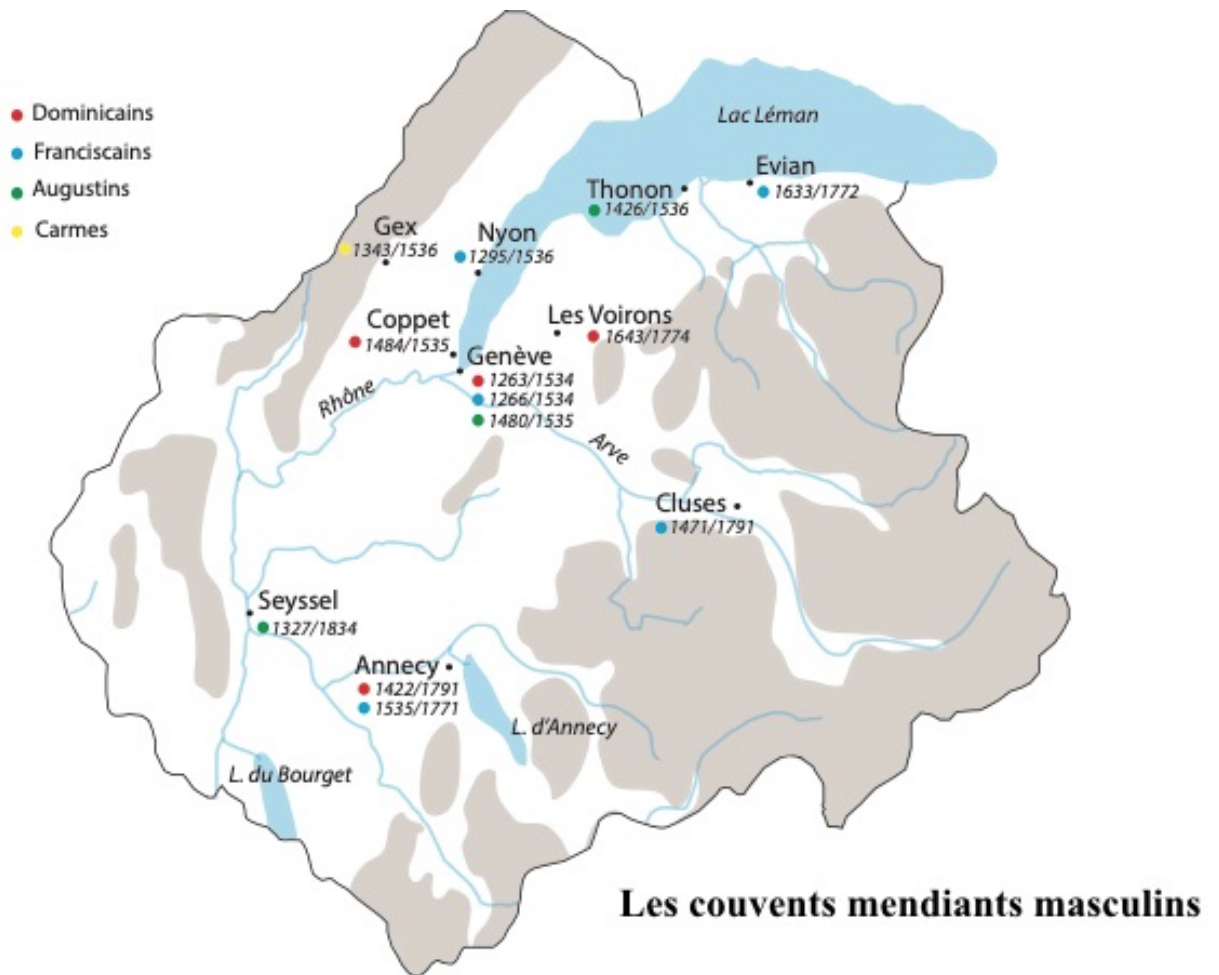 Dominicains
Franciscains
Augustins
Carmes
Lac Léman
Evian
1633/1772
Thonon
1426/1536
Gex
1343/1536
Nyon
1295/1536
Coppet
1484/1535
Les Voirons
1643/1774
Genève
1263/1534
1266/1534
1480/1535
Rhône
Arve
Cluses
1471/1791
Seyssel
1327/1834
Annecy
1422/1791
1535/1771
L. d'Annecy
L. du Bourget
Les couvents mendiants masculins